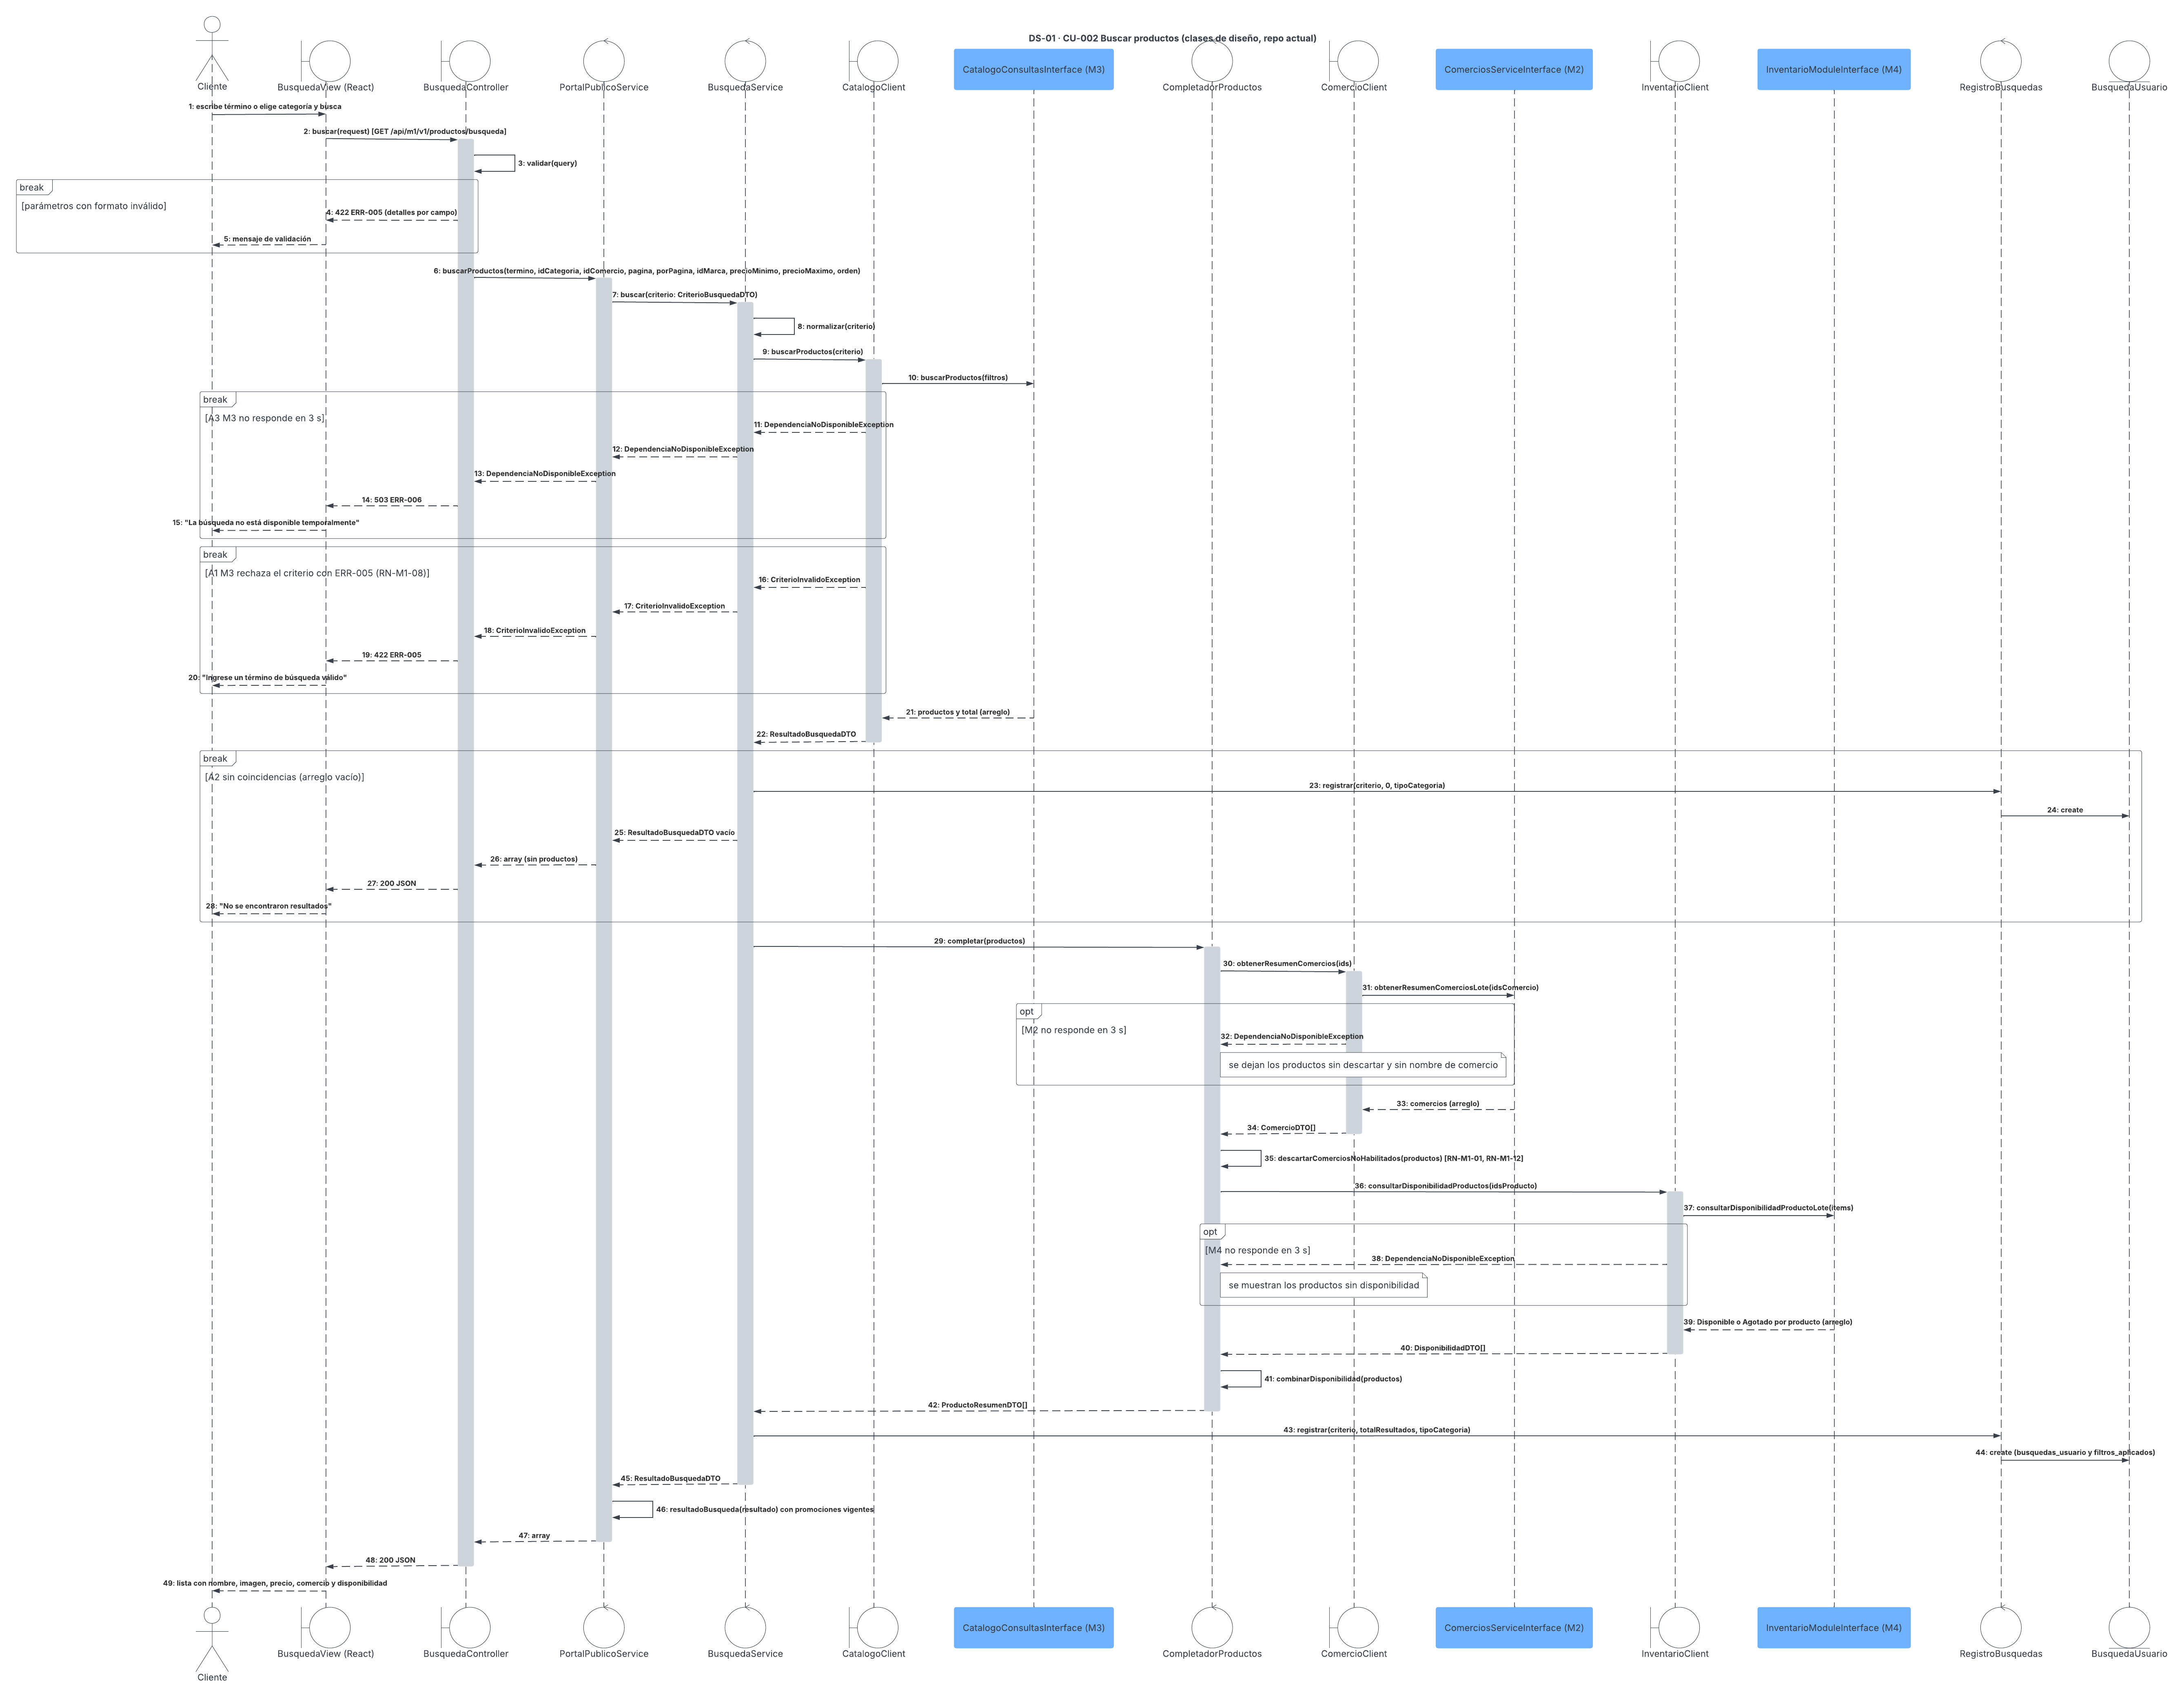 DS-01 · CU-002 Buscar productos (clases de diseño, repo actual)
Cliente
BusquedaView (React)
BusquedaController
PortalPublicoService
BusquedaService
CatalogoClient
CatalogoConsultasInterface (M3)
CompletadorProductos
ComercioClient
ComerciosServiceInterface (M2)
InventarioClient
InventarioModuleInterface (M4)
RegistroBusquedas
BusquedaUsuario
1: escribe término o elige categoría y busca
2: buscar(request) [GET /api/m1/v1/productos/busqueda]
3: validar(query)
break
[parámetros con formato inválido]
4: 422 ERR-005 (detalles por campo)
5: mensaje de validación
6: buscarProductos(termino, idCategoria, idComercio, pagina, porPagina, idMarca, precioMinimo, precioMaximo, orden)
7: buscar(criterio: CriterioBusquedaDTO)
8: normalizar(criterio)
9: buscarProductos(criterio)
10: buscarProductos(filtros)
break
[A3 M3 no responde en 3 s]
11: DependenciaNoDisponibleException
12: DependenciaNoDisponibleException
13: DependenciaNoDisponibleException
14: 503 ERR-006
15: "La búsqueda no está disponible temporalmente"
break
[A1 M3 rechaza el criterio con ERR-005 (RN-M1-08)]
16: CriterioInvalidoException
17: CriterioInvalidoException
18: CriterioInvalidoException
19: 422 ERR-005
20: "Ingrese un término de búsqueda válido"
21: productos y total (arreglo)
22: ResultadoBusquedaDTO
break
[A2 sin coincidencias (arreglo vacío)]
23: registrar(criterio, 0, tipoCategoria)
24: create
25: ResultadoBusquedaDTO vacío
26: array (sin productos)
27: 200 JSON
28: "No se encontraron resultados"
29: completar(productos)
30: obtenerResumenComercios(ids)
31: obtenerResumenComerciosLote(idsComercio)
opt
[M2 no responde en 3 s]
32: DependenciaNoDisponibleException
se dejan los productos sin descartar y sin nombre de comercio
33: comercios (arreglo)
34: ComercioDTO[]
35: descartarComerciosNoHabilitados(productos) [RN-M1-01, RN-M1-12]
36: consultarDisponibilidadProductos(idsProducto)
37: consultarDisponibilidadProductoLote(items)
opt
[M4 no responde en 3 s]
38: DependenciaNoDisponibleException
se muestran los productos sin disponibilidad
39: Disponible o Agotado por producto (arreglo)
40: DisponibilidadDTO[]
41: combinarDisponibilidad(productos)
42: ProductoResumenDTO[]
43: registrar(criterio, totalResultados, tipoCategoria)
44: create (busquedas_usuario y filtros_aplicados)
45: ResultadoBusquedaDTO
46: resultadoBusqueda(resultado) con promociones vigentes
47: array
48: 200 JSON
49: lista con nombre, imagen, precio, comercio y disponibilidad
Cliente
BusquedaView (React)
BusquedaController
PortalPublicoService
BusquedaService
CatalogoClient
CatalogoConsultasInterface (M3)
CompletadorProductos
ComercioClient
ComerciosServiceInterface (M2)
InventarioClient
InventarioModuleInterface (M4)
RegistroBusquedas
BusquedaUsuario